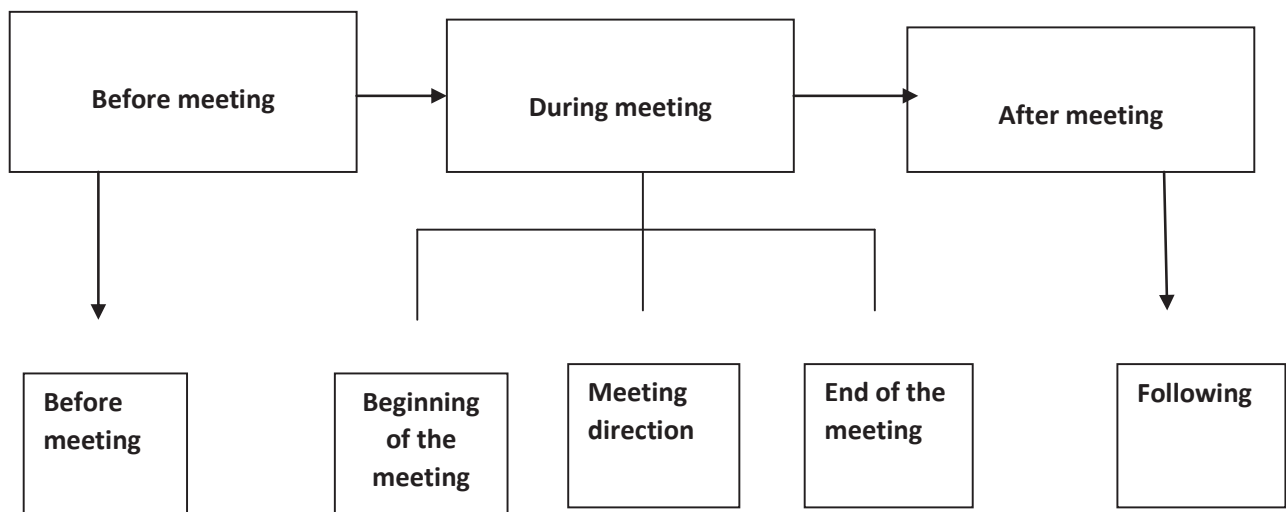 Before meeting
During meeting
After meeting
Before
meeting
Beginning
of the
meeting
Meeting
direction
End of the
meeting
Following